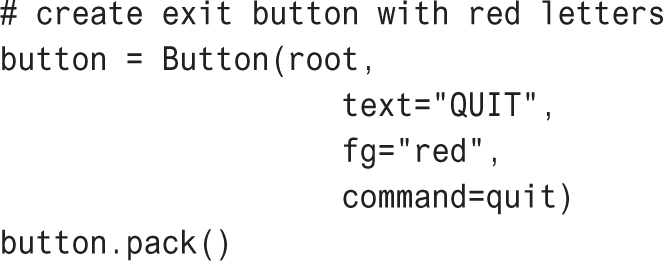 # create exit button with red letters
button = Button(root,
                   text="QUIT",
                   fg="red",
                   command=quit)
button.pack()